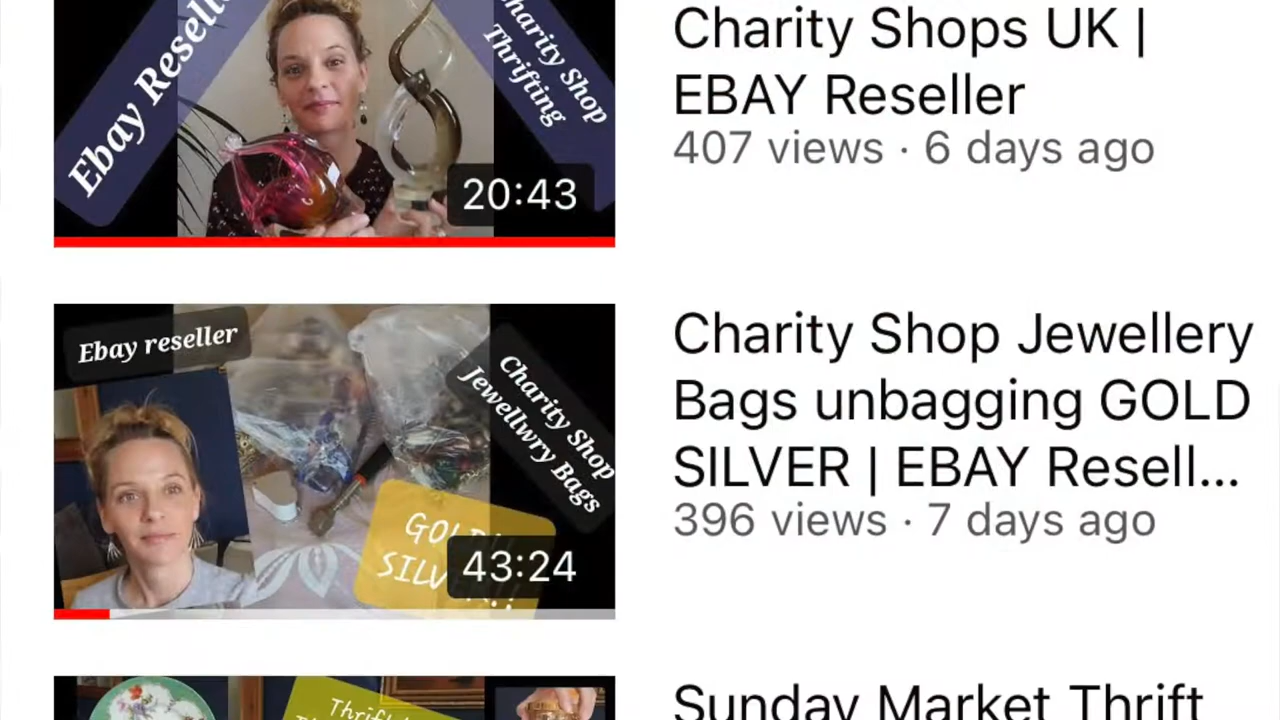 Ebay Resell
Charity Shop
Thrifting
20:43
Charity Shops UK |
EBAY Reseller
407 views · 6 days ago
Ebay reseller
Charity Shop
Jewellwry Bags
43:24
Charity Shop Jewellery
Bags unbagging GOLD
SILVER | EBAY Resell...
396 views · 7 days ago
Sunday Market Thrift